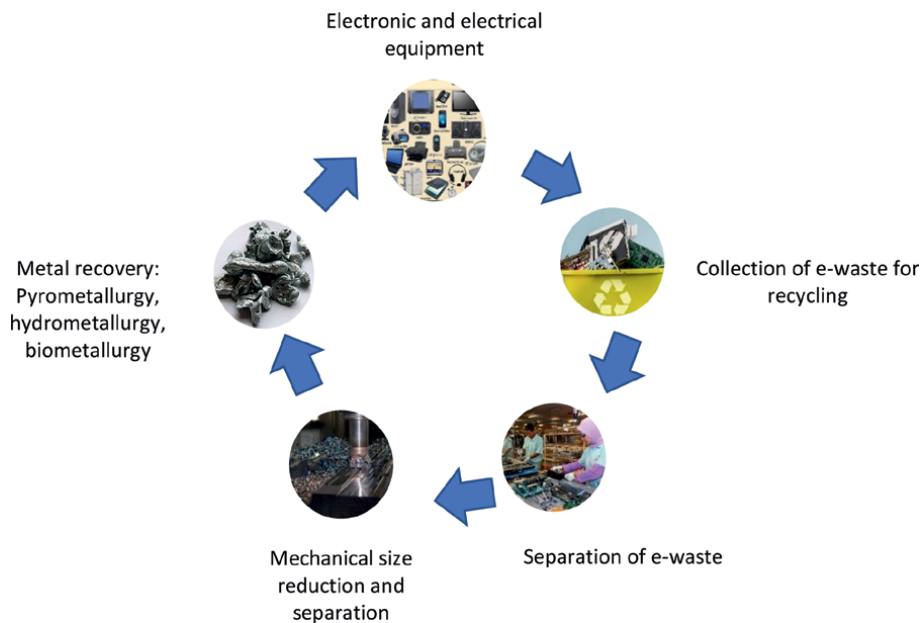 Electronic and electrical
equipment
Collection of e-waste for
recycling
Separation of e-waste
Mechanical size
reduction and
separation
Metal recovery:
Pyrometallurgy,
hydrometallurgy,
biometallurgy